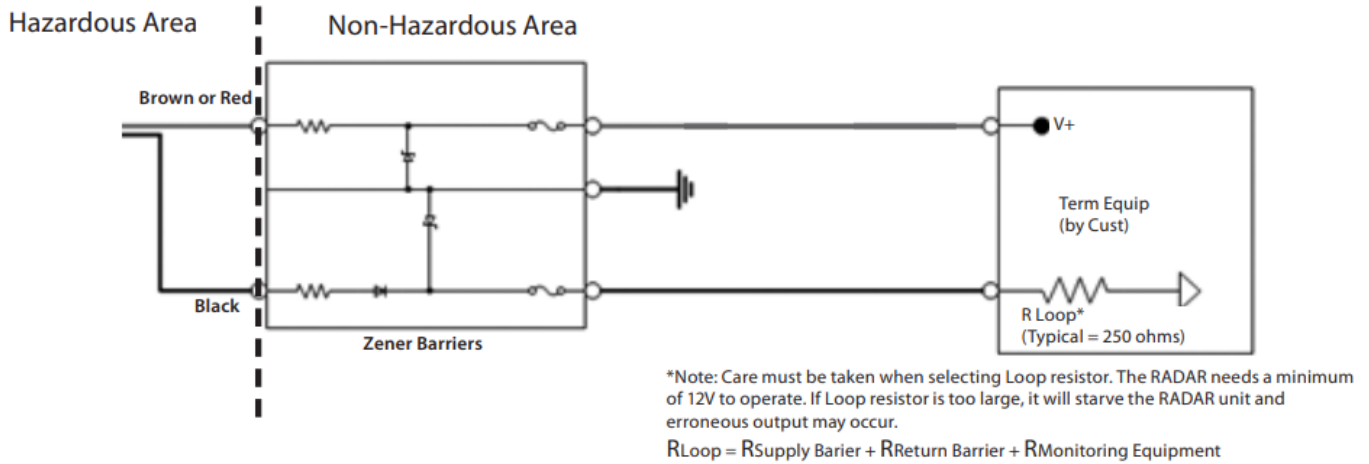 Hazardous Area
Non-Hazardous Area
Brown or Red
V+
Term Equip
(by Cust)
Black
R Loop*
(Typical = 250 ohms)
Zener Barriers
*Note: Care must be taken when selecting Loop resistor. The RADAR needs a minimum
of 12V to operate. If Loop resistor is too large, it will starve the RADAR unit and
erroneous output may occur.
RLoop = RSupply Barier + RReturn Barrier + RMonitoring Equipment